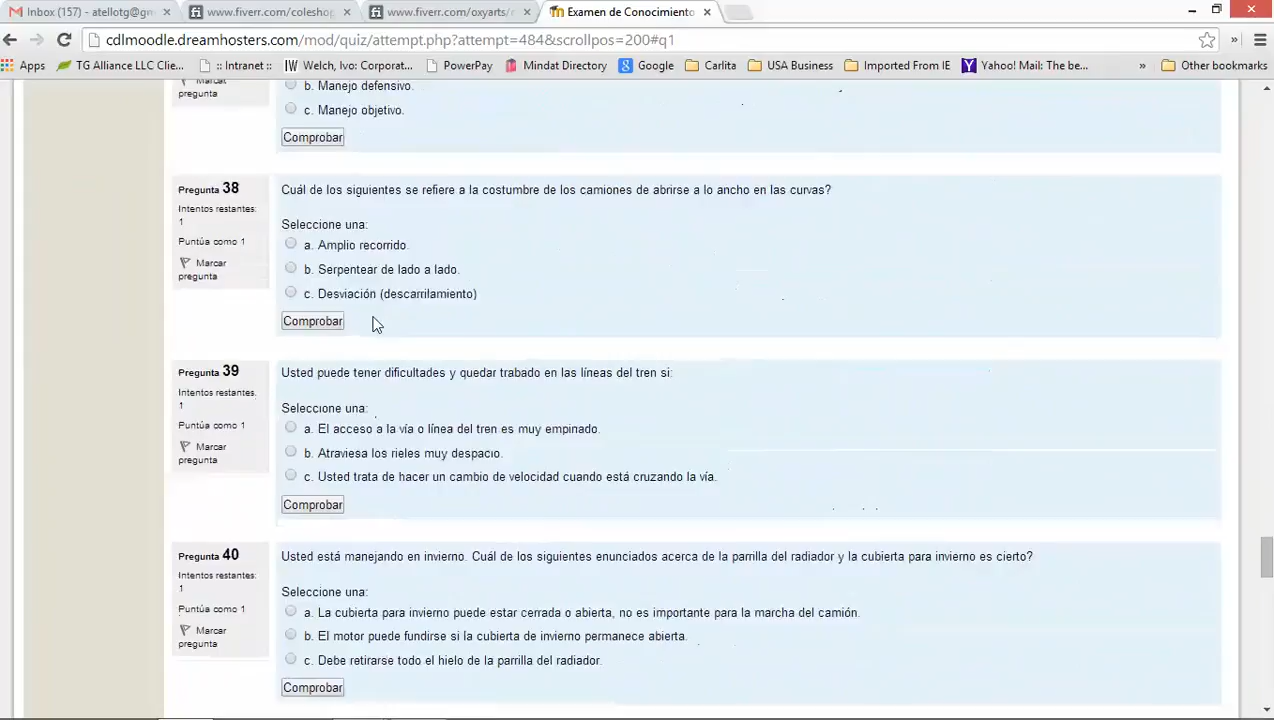 Inbox (157) - atellotg@gm
www.fiverr.com/coleshop
www.fiverr.com/oxyarts/
Examen de Conocimiento
cdlmoodle.dreamhosters.com/mod/quiz/attempt.php?attempt=484&scrollpos=200#q1
Apps
TG Alliance LLC Clie...
:: Intranet ::
Welch, Ivo: Corporat...
PowerPay
Mindat Directory
Google
Carlita
USA Business
Imported From IE
Yahoo! Mail: The be...
»
Other bookmarks
Marcar
pregunta
b. Manejo defensivo.
c. Manejo objetivo.
Comprobar
Pregunta 38
Intentos restantes:
1
Puntúa como 1
Marcar
pregunta
Cuál de los siguientes se refiere a la costumbre de los camiones de abrirse a lo ancho en las curvas?
Seleccione una:
a. Amplio recorrido.
b. Serpentear de lado a lado.
c. Desviación (descarrilamiento)
Comprobar
Pregunta 39
Intentos restantes:
1
Puntúa como 1
Marcar
pregunta
Usted puede tener dificultades y quedar trabado en las líneas del tren si:
Seleccione una:
a. El acceso a la vía o línea del tren es muy empinado.
b. Atraviesa los rieles muy despacio.
c. Usted trata de hacer un cambio de velocidad cuando está cruzando la vía.
Comprobar
Pregunta 40
Intentos restantes:
1
Puntúa como 1
Marcar
pregunta
Usted está manejando en invierno. Cuál de los siguientes enunciados acerca de la parrilla del radiador y la cubierta para invierno es cierto?
Seleccione una:
a. La cubierta para invierno puede estar cerrada o abierta, no es importante para la marcha del camión.
b. El motor puede fundirse si la cubierta de invierno permanece abierta.
c. Debe retirarse todo el hielo de la parrilla del radiador.
Comprobar